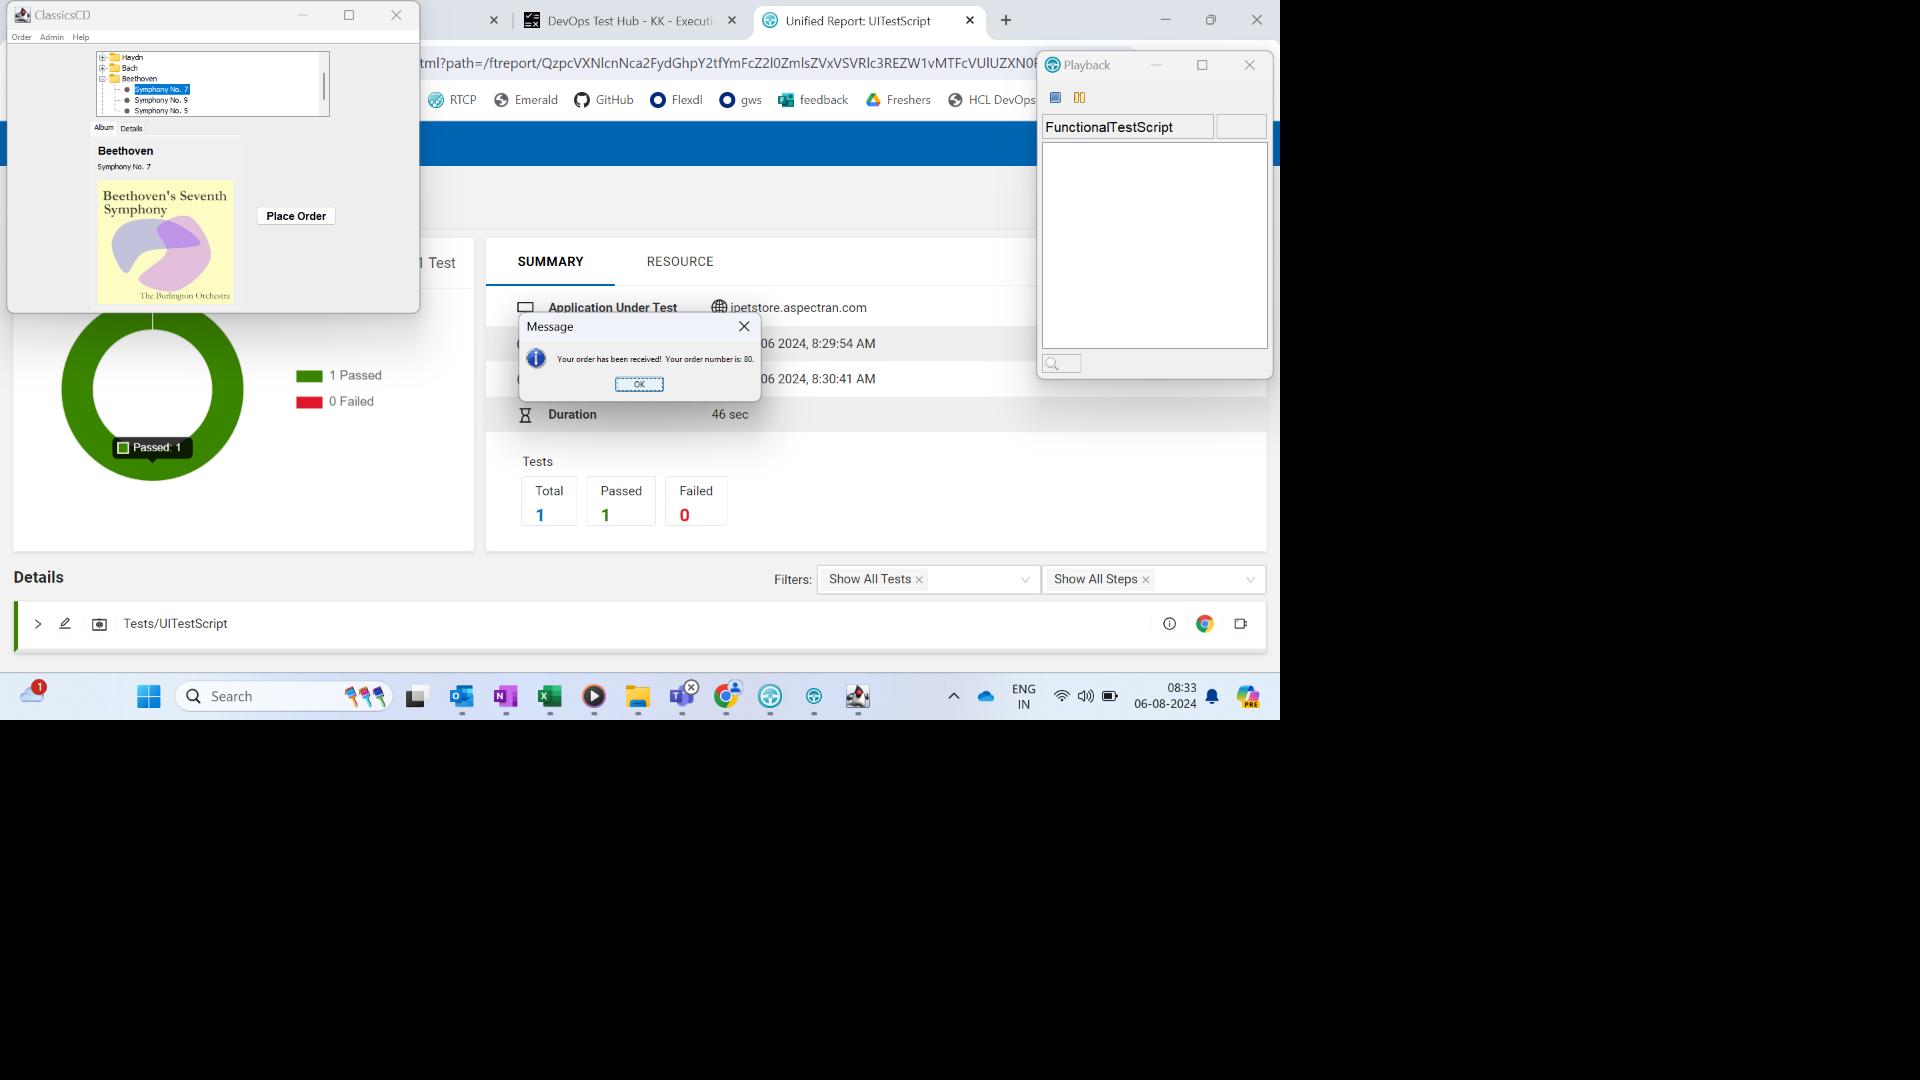 ClassicsCD
Order Admin Help
Haydn
Bach
Beethoven
Symphony No. 7
Symphony No. 9
Symphony No. 5
Album Details
Beethoven
Symphony No. 7
Beethoven's Seventh
Symphony
The Burlington Orchestra
Place Order
DevOps Test Hub - KK - Executi
Unified Report: UITestScript
RTCP Emerald GitHub Flexdl gws feedback Freshers HCL DevOps
Playback
FunctionalTestScript
1 Test
SUMMARY RESOURCE
Application Under Test jpetstore.aspectran.com
06 2024, 8:29:54 AM
06 2024, 8:30:41 AM
Duration 46 sec
Message
Your order has been received! Your order number is: 80.
OK
1 Passed
0 Failed
Passed: 1
Tests
Total Passed Failed
1 1 0
Details
Filters: Show All Tests Show All Steps
Tests/UITestScript
1
Search
ENG
IN
08:33
06-08-2024
PRE